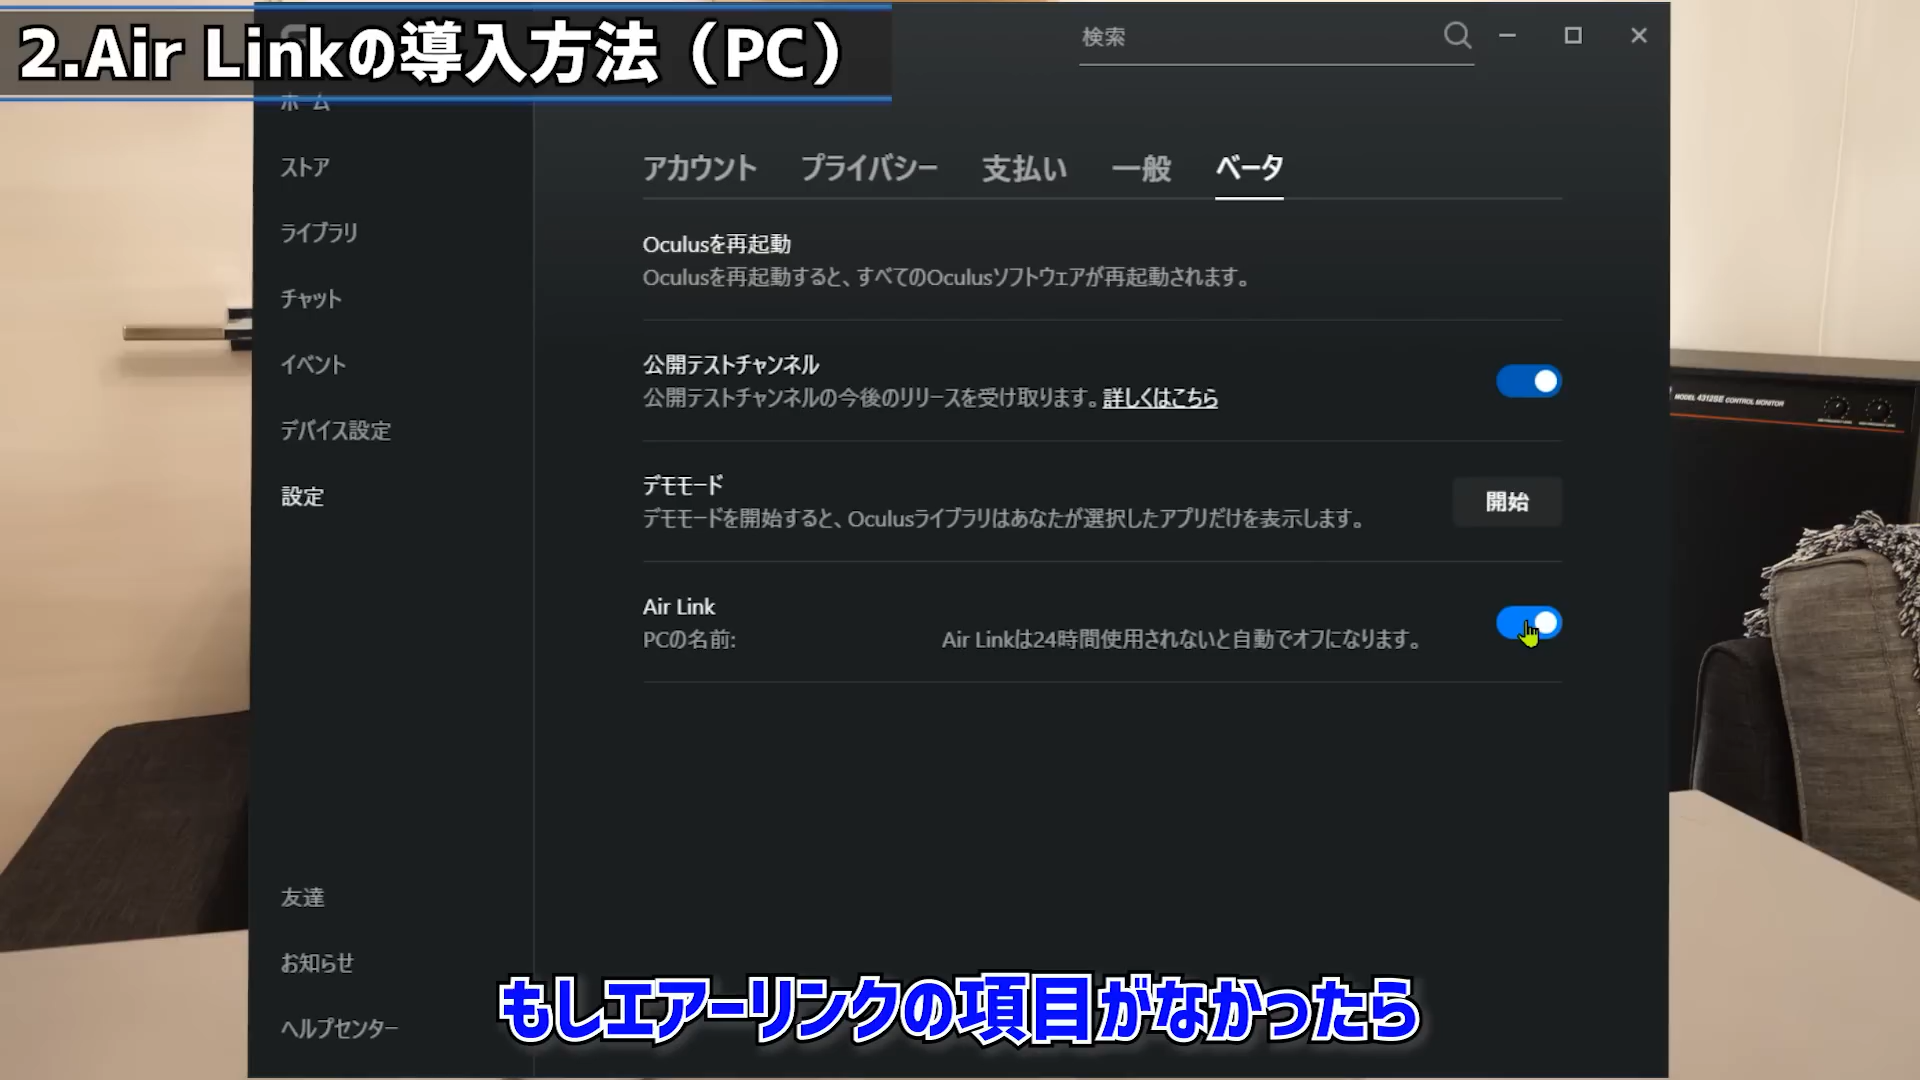 2.Air Linkの導入方法（PC）
検索
ホーム
ストア
ライブラリ
チャット
イベント
デバイス設定
設定
友達
お知らせ
ヘルプセンター
アカウント プライバシー 支払い 一般 ベータ
Oculusを再起動
Oculusを再起動すると、すべてのOculusソフトウェアが再起動されます。
公開テストチャンネル
公開テストチャンネルの今後のリリースを受け取ります。詳しくはこちら
デモモード
デモモードを開始すると、Oculusライブラリはあなたが選択したアプリだけを表示します。
開始
Air Link
PCの名前: Air Linkは24時間使用されないと自動でオフになります。
MODEL 4312SE CONTROL MONITOR
もしエアーリンクの項目がなかったら